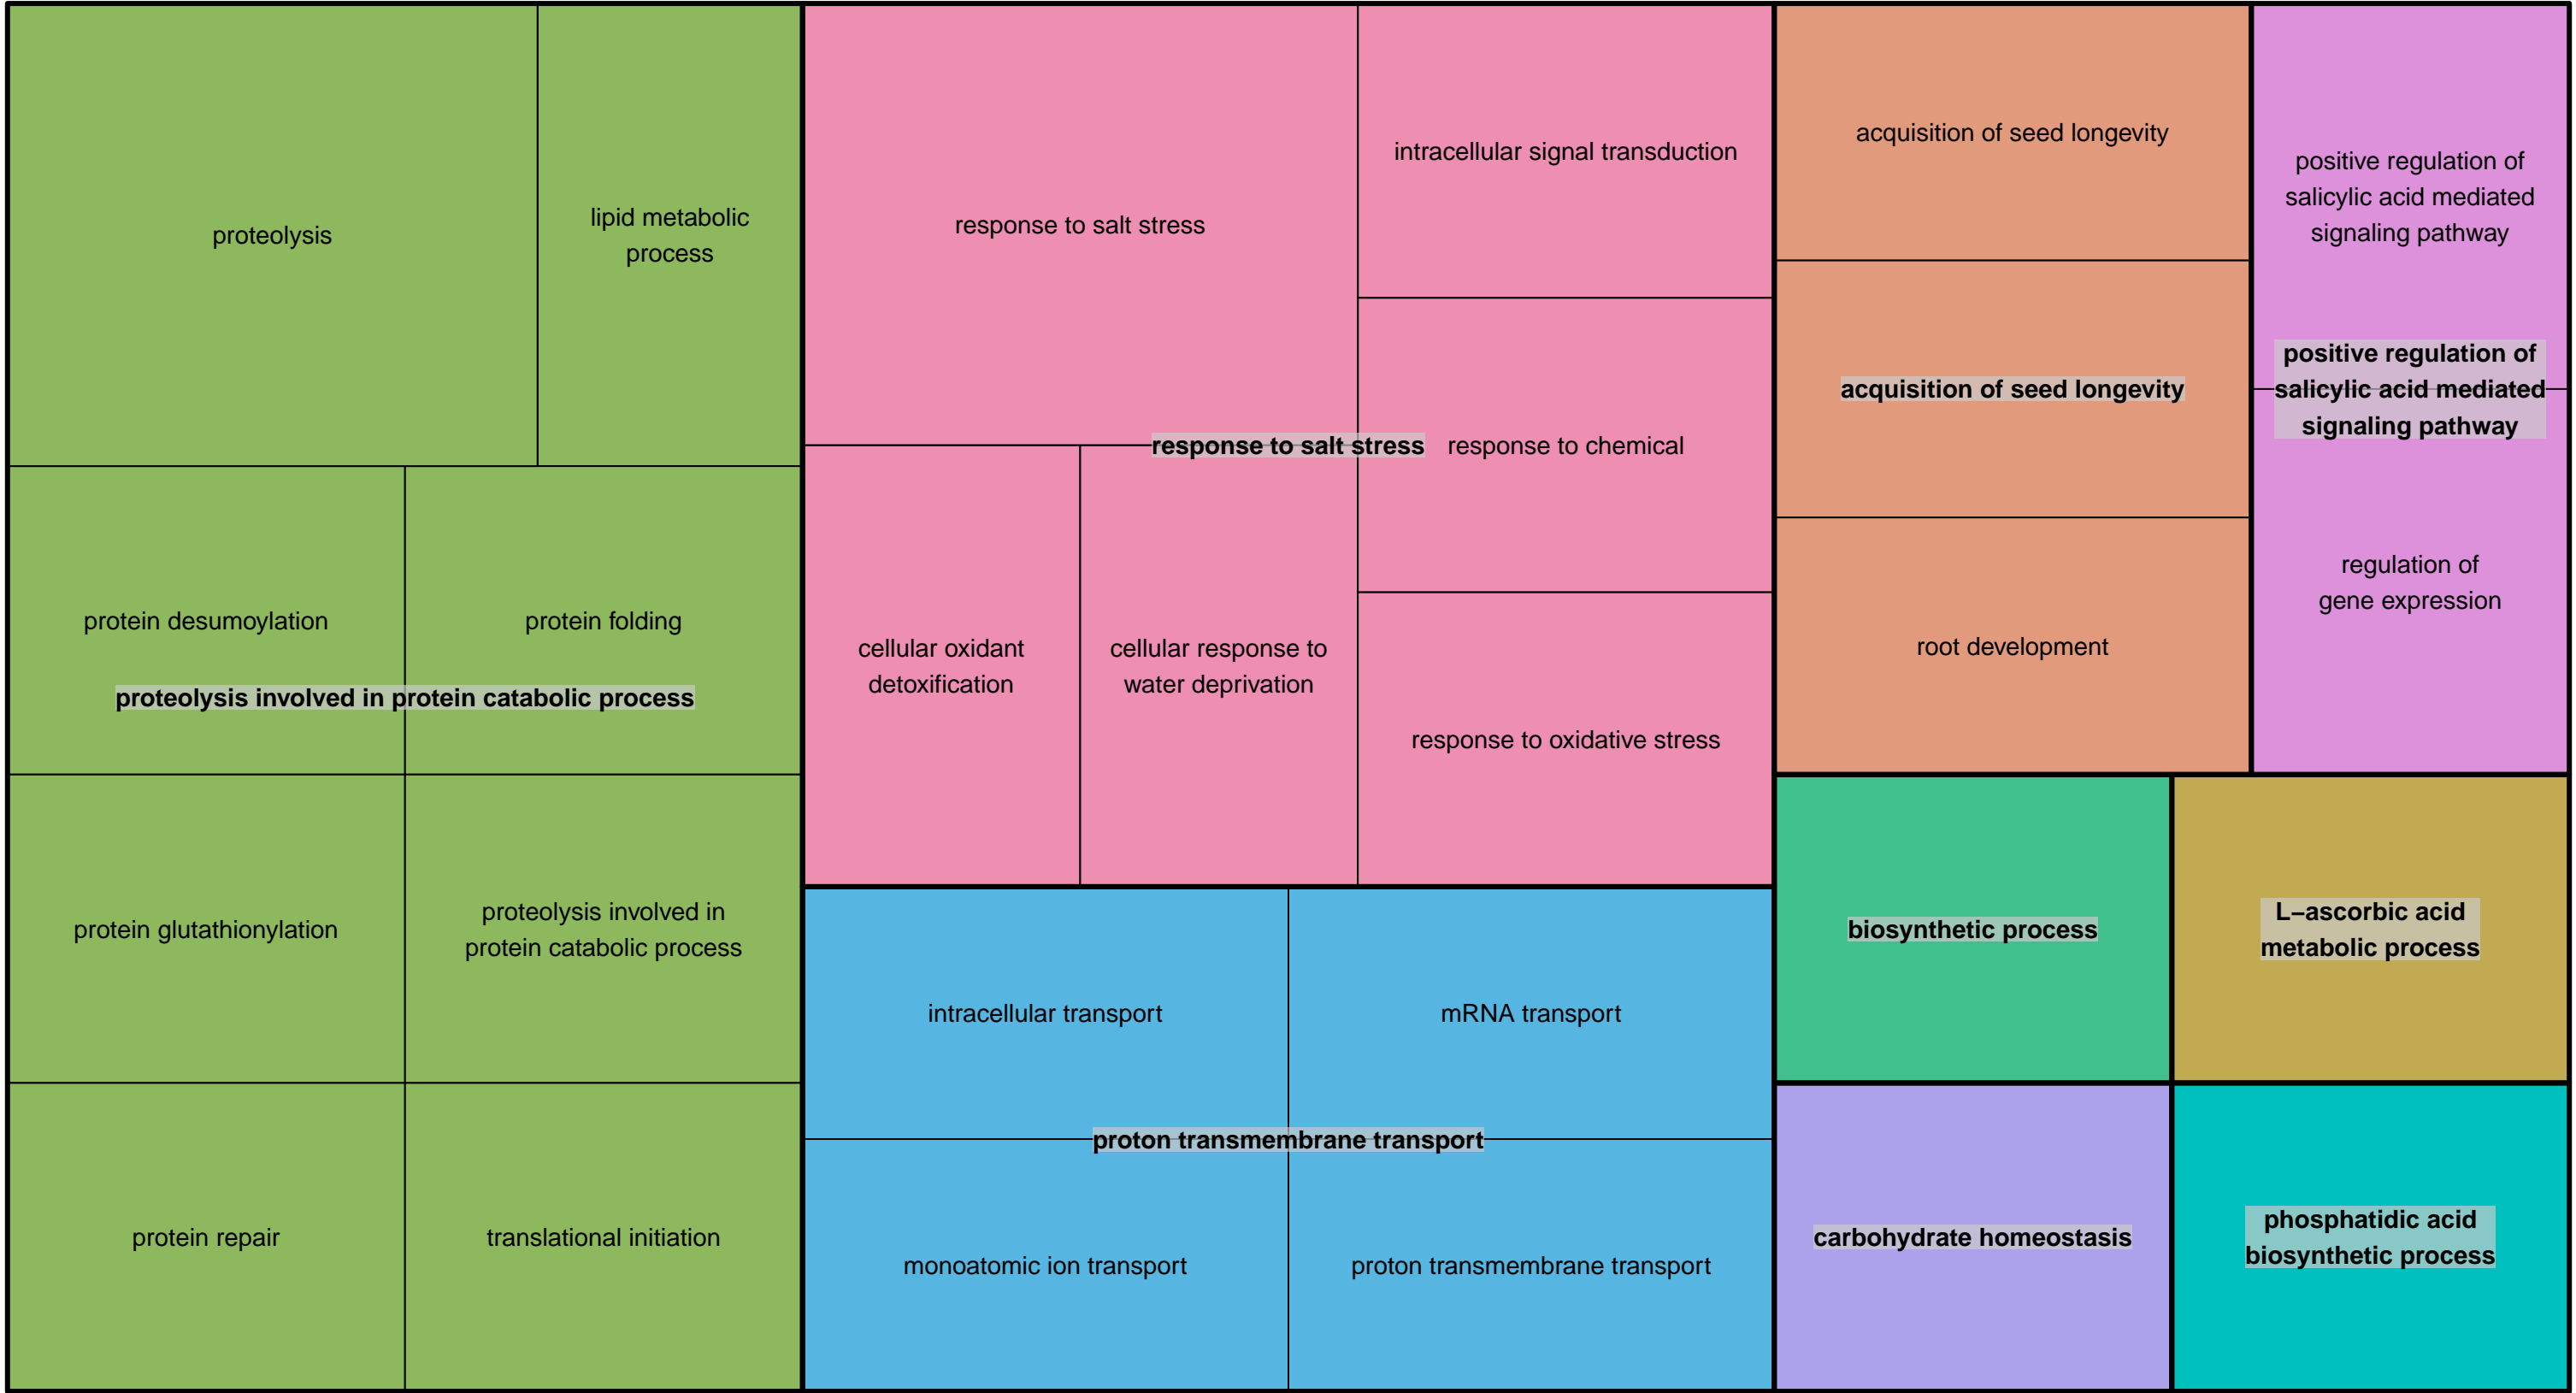 proteolysis
lipid metabolic
process
protein desumoylation
protein folding
proteolysis involved in protein catabolic process
protein glutathionylation
proteolysis involved in
protein catabolic process
protein repair
translational initiation
response to salt stress
intracellular signal transduction
response to salt stress
response to chemical
cellular oxidant
detoxification
cellular response to
water deprivation
response to oxidative stress
intracellular transport
mRNA transport
proton transmembrane transport
monoatomic ion transport
proton transmembrane transport
acquisition of seed longevity
acquisition of seed longevity
root development
positive regulation of
salicylic acid mediated
signaling pathway
positive regulation of
salicylic acid mediated
signaling pathway
regulation of
gene expression
biosynthetic process
L−ascorbic acid
metabolic process
carbohydrate homeostasis
phosphatidic acid
biosynthetic process